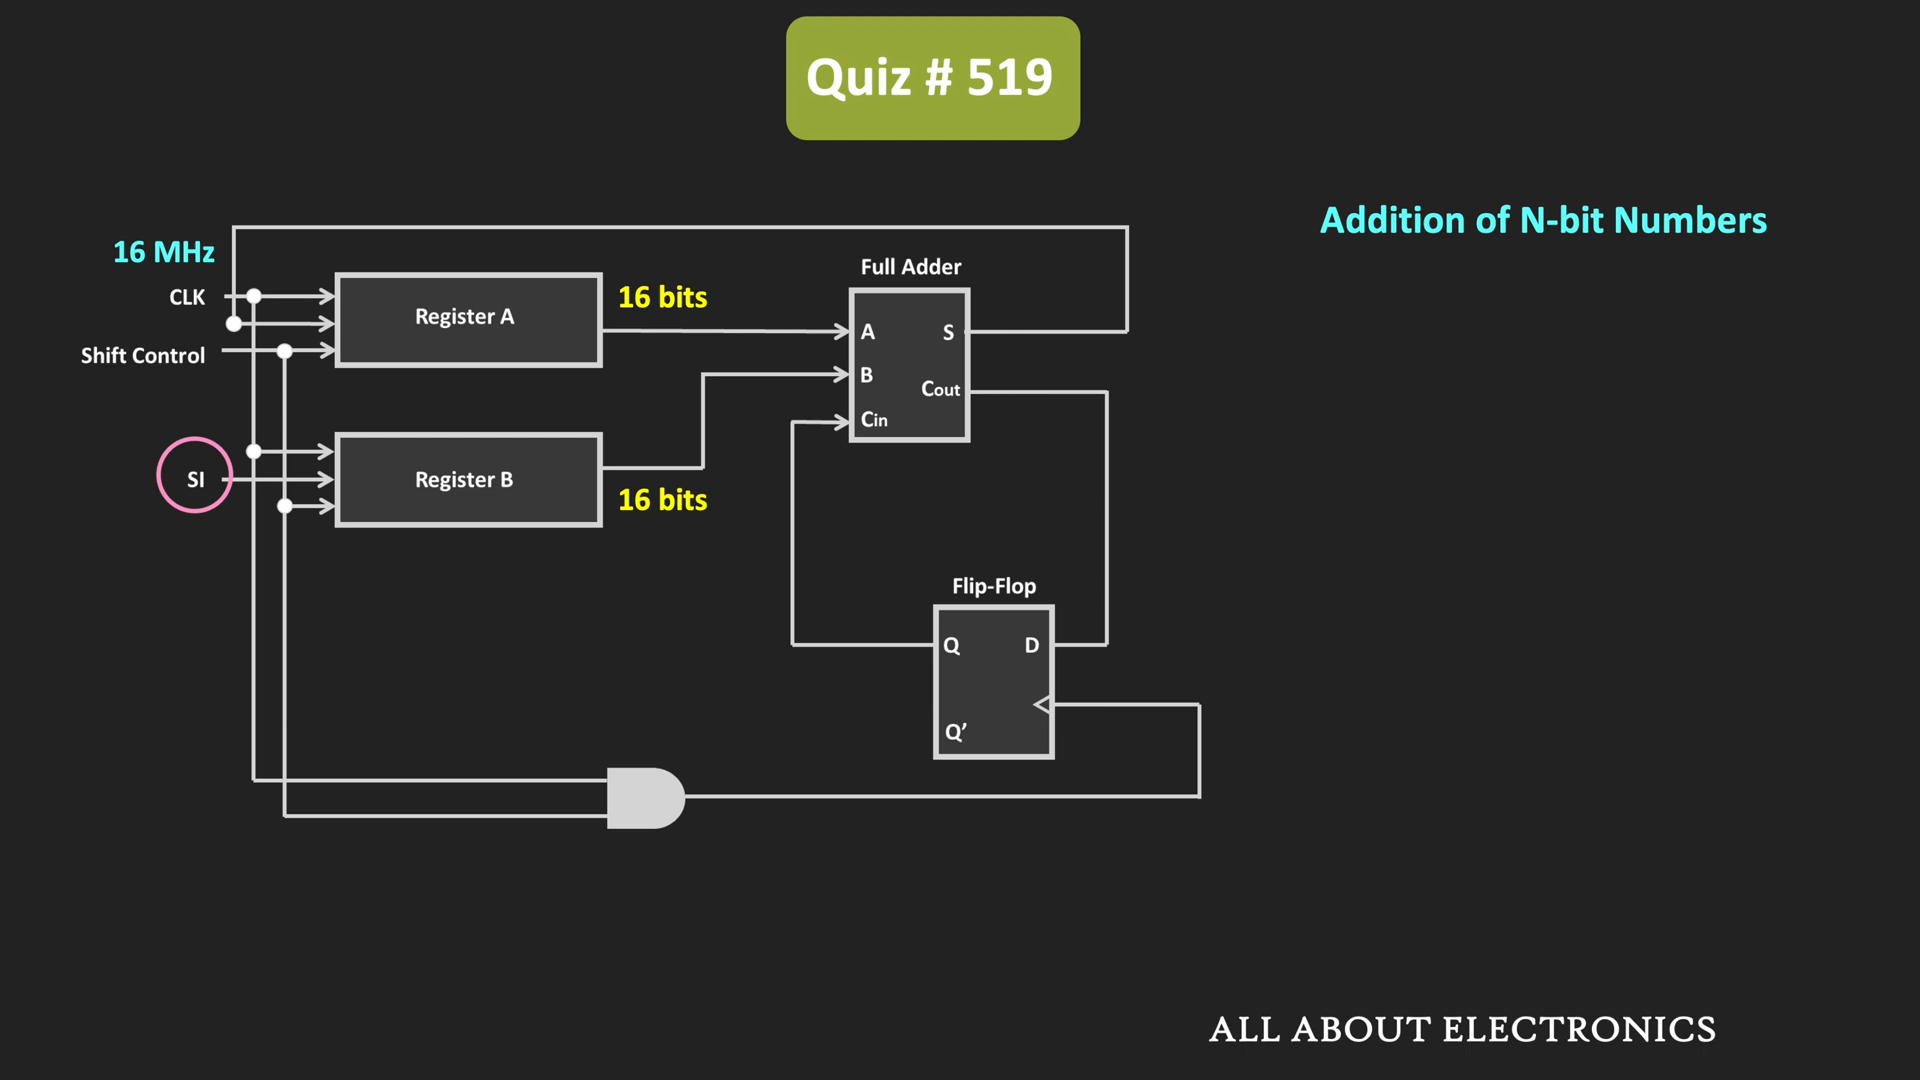 Quiz # 519
Addition of N-bit Numbers
16 MHz
CLK
Shift Control
Register A
16 bits
Full Adder
A
S
B
Cout
Cin
SI
Register B
16 bits
Flip-Flop
Q
D
Q’
ALL ABOUT ELECTRONICS